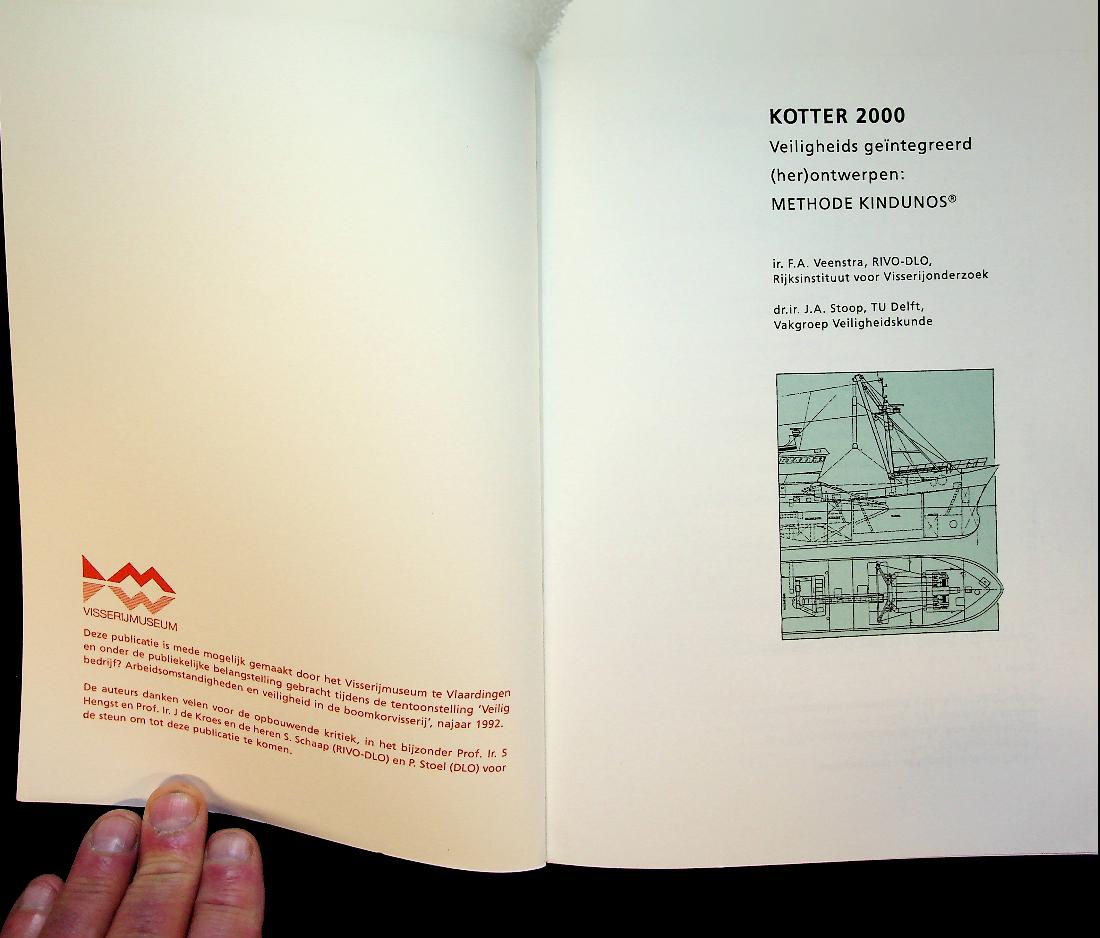 VISSERIJMUSEUM
Deze publicatie is mede mogelijk gemaakt door het Visserijmuseum te Vlaardingen
en onder de publiekelijke belangstelling gebracht tijdens de tentoonstelling ‘Veilig
bedrijf? Arbeidsomstandigheden en veiligheid in de boomkorvisserij’, najaar 1992.
De auteurs danken velen voor de opbouwende kritiek, in het bijzonder Prof. Ir. S
Hengst en Prof. Ir. J de Kroes en de heren S. Schaap (RIVO-DLO) en P. Stoel (DLO) voor
de steun om tot deze publicatie te komen.
KOTTER 2000
Veiligheids geïntegreerd
(her)ontwerpen:
METHODE KINDUNOS®
ir. F.A. Veenstra, RIVO-DLO,
Rijksinstituut voor Visserijonderzoek
dr.ir. J.A. Stoop, TU Delft,
Vakgroep Veiligheidskunde